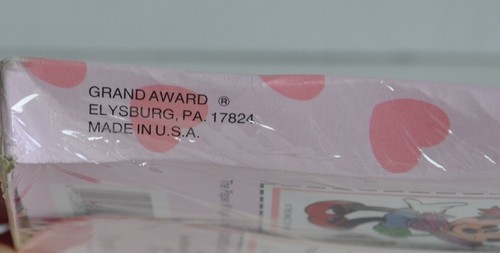 GRAND AWARD ®
ELYSBURG, PA. 17824
MADE IN U.S.A.